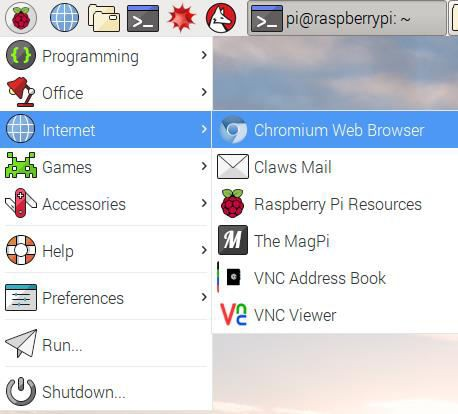 pi@raspberrypi: ~
Programming
Office
Internet
Games
Accessories
Help
Preferences
Run...
Shutdown...
Chromium Web Browser
Claws Mail
Raspberry Pi Resources
The MagPi
VNC Address Book
VNC Viewer